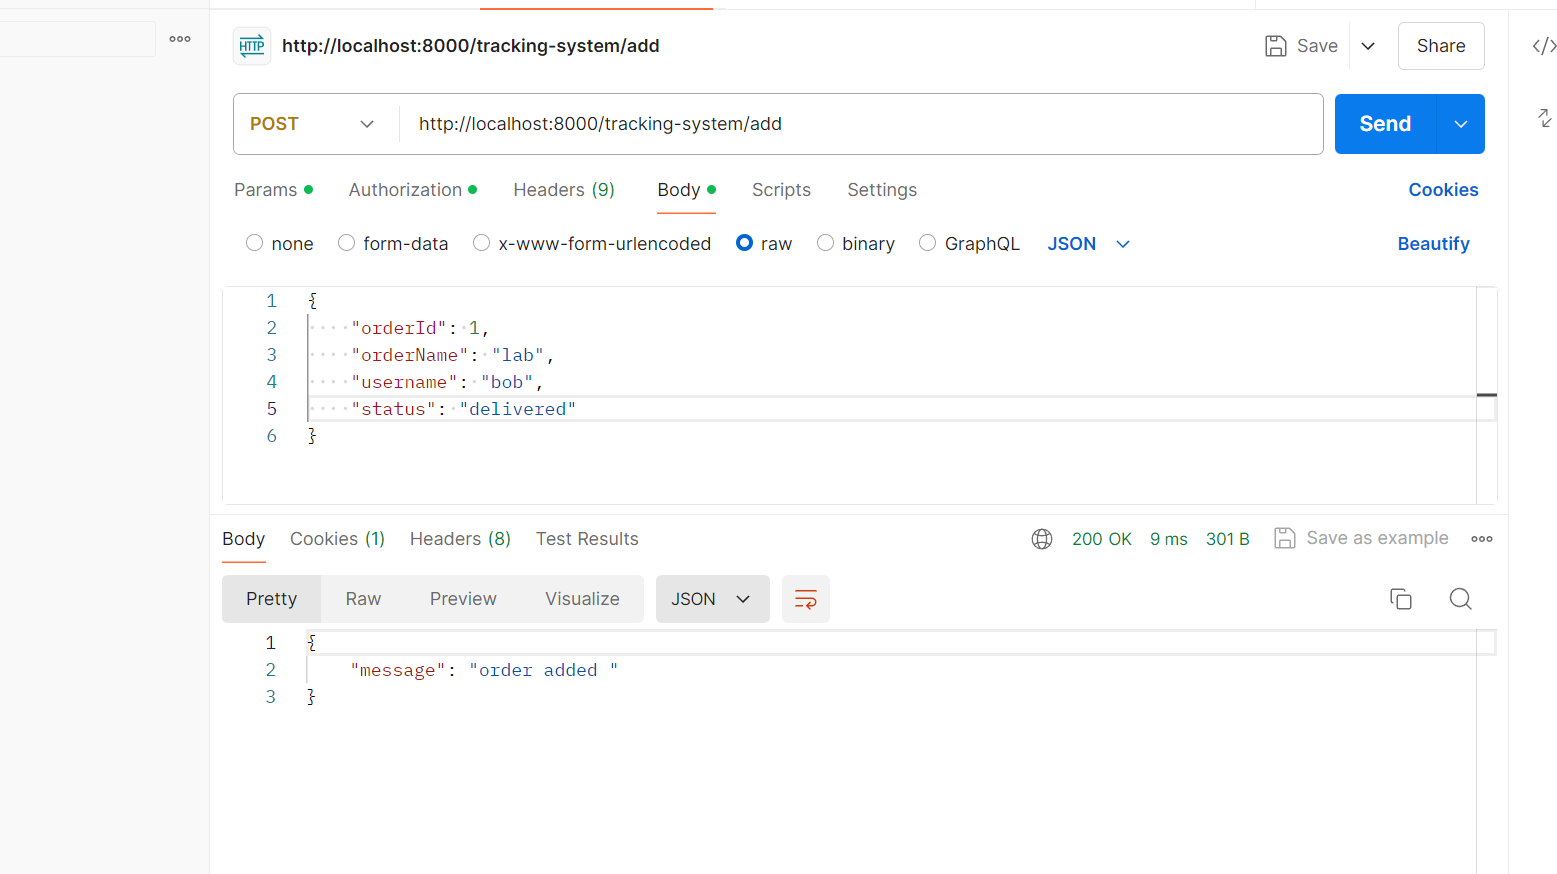 HTTP http://localhost:8000/tracking-system/add Save Share
POST http://localhost:8000/tracking-system/add Send
Params Authorization Headers (9) Body Scripts Settings Cookies
none form-data x-www-form-urlencoded raw binary GraphQL JSON Beautify
1 {
2 "orderId": 1,
3 "orderName": "lab",
4 "username": "bob",
5 "status": "delivered"
6 }
Body Cookies (1) Headers (8) Test Results 200 OK 9 ms 301 B Save as example
Pretty Raw Preview Visualize JSON
1 {
2 "message": "order added "
3 }